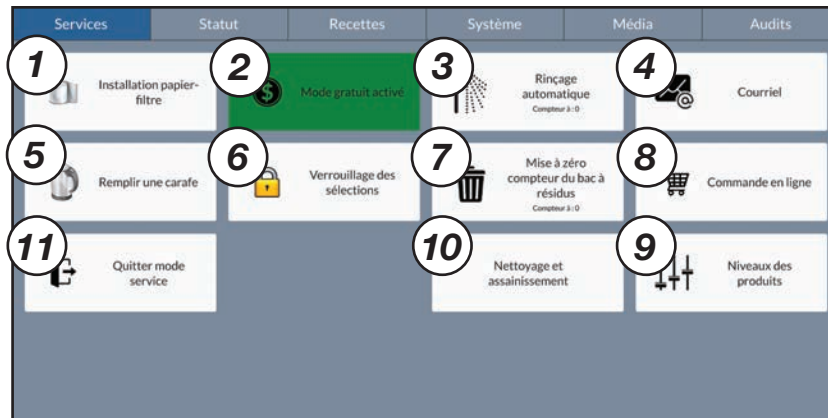 Services
Statut
Recettes
Système
Média
Audits
1
Installation papier-
filtre
2
$
Mode gratuit activé
3
Rinçage
automatique
Compteur à : 0
4
@
Courriel
5
Remplir une carafe
6
Verrouillage des
sélections
7
Mise à zéro
compteur du bac à
résidus
Compteur à : 0
8
Commande en ligne
11
Quitter mode
service
10
Nettoyage et
assainissement
9
Niveaux des
produits